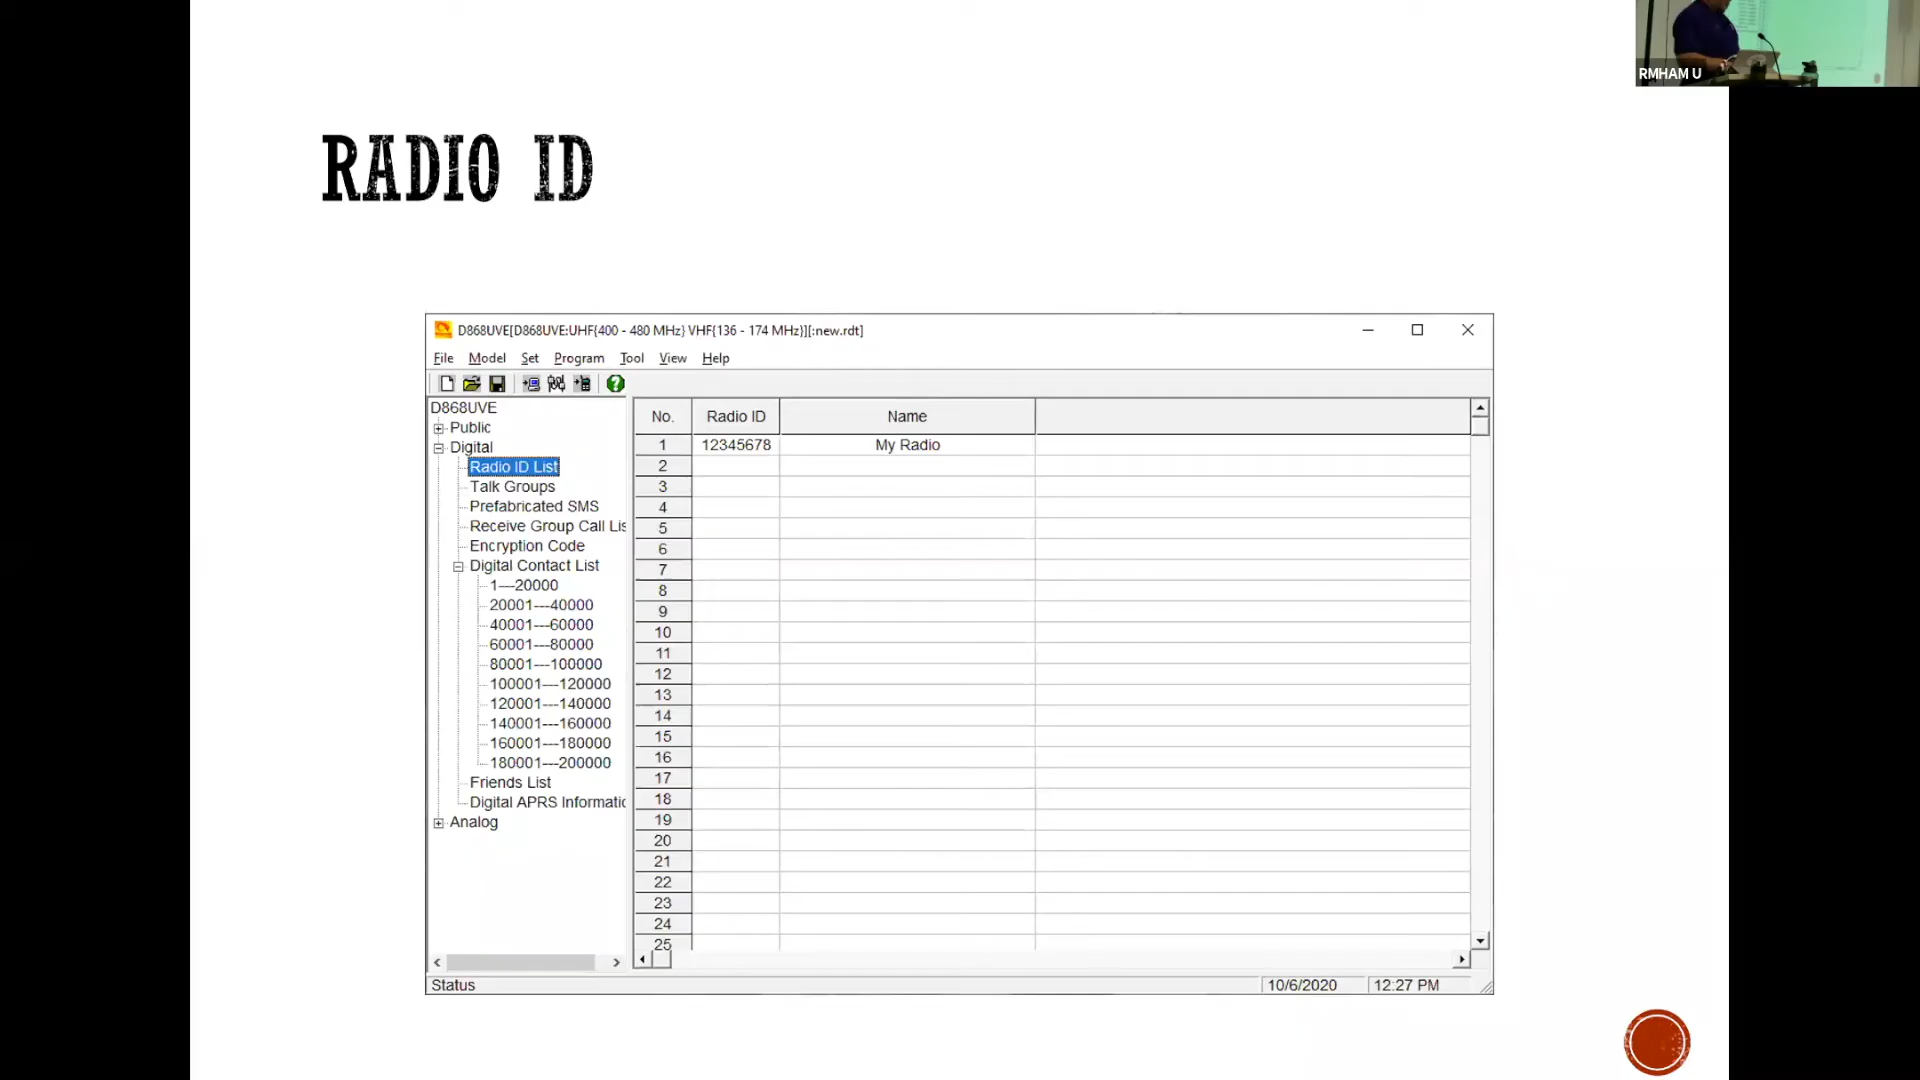 RMHAM U
RADIO ID
D868UVE[D868UVE:UHF{400 - 480 MHz} VHF{136 - 174 MHz}][:new.rdt]
File Model Set Program Tool View Help
D868UVE
Public
Digital
Radio ID List
Talk Groups
Prefabricated SMS
Receive Group Call Lis
Encryption Code
Digital Contact List
1---20000
20001---40000
40001---60000
60001---80000
80001---100000
100001---120000
120001---140000
140001---160000
160001---180000
180001---200000
Friends List
Digital APRS Informatic
Analog
No. Radio ID Name
1 12345678 My Radio
2
3
4
5
6
7
8
9
10
11
12
13
14
15
16
17
18
19
20
21
22
23
24
25
Status 10/6/2020 12:27 PM